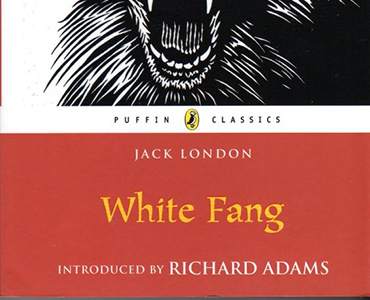 PUFFIN CLASSICS
JACK LONDON
White Fang
INTRODUCED BY RICHARD ADAMS